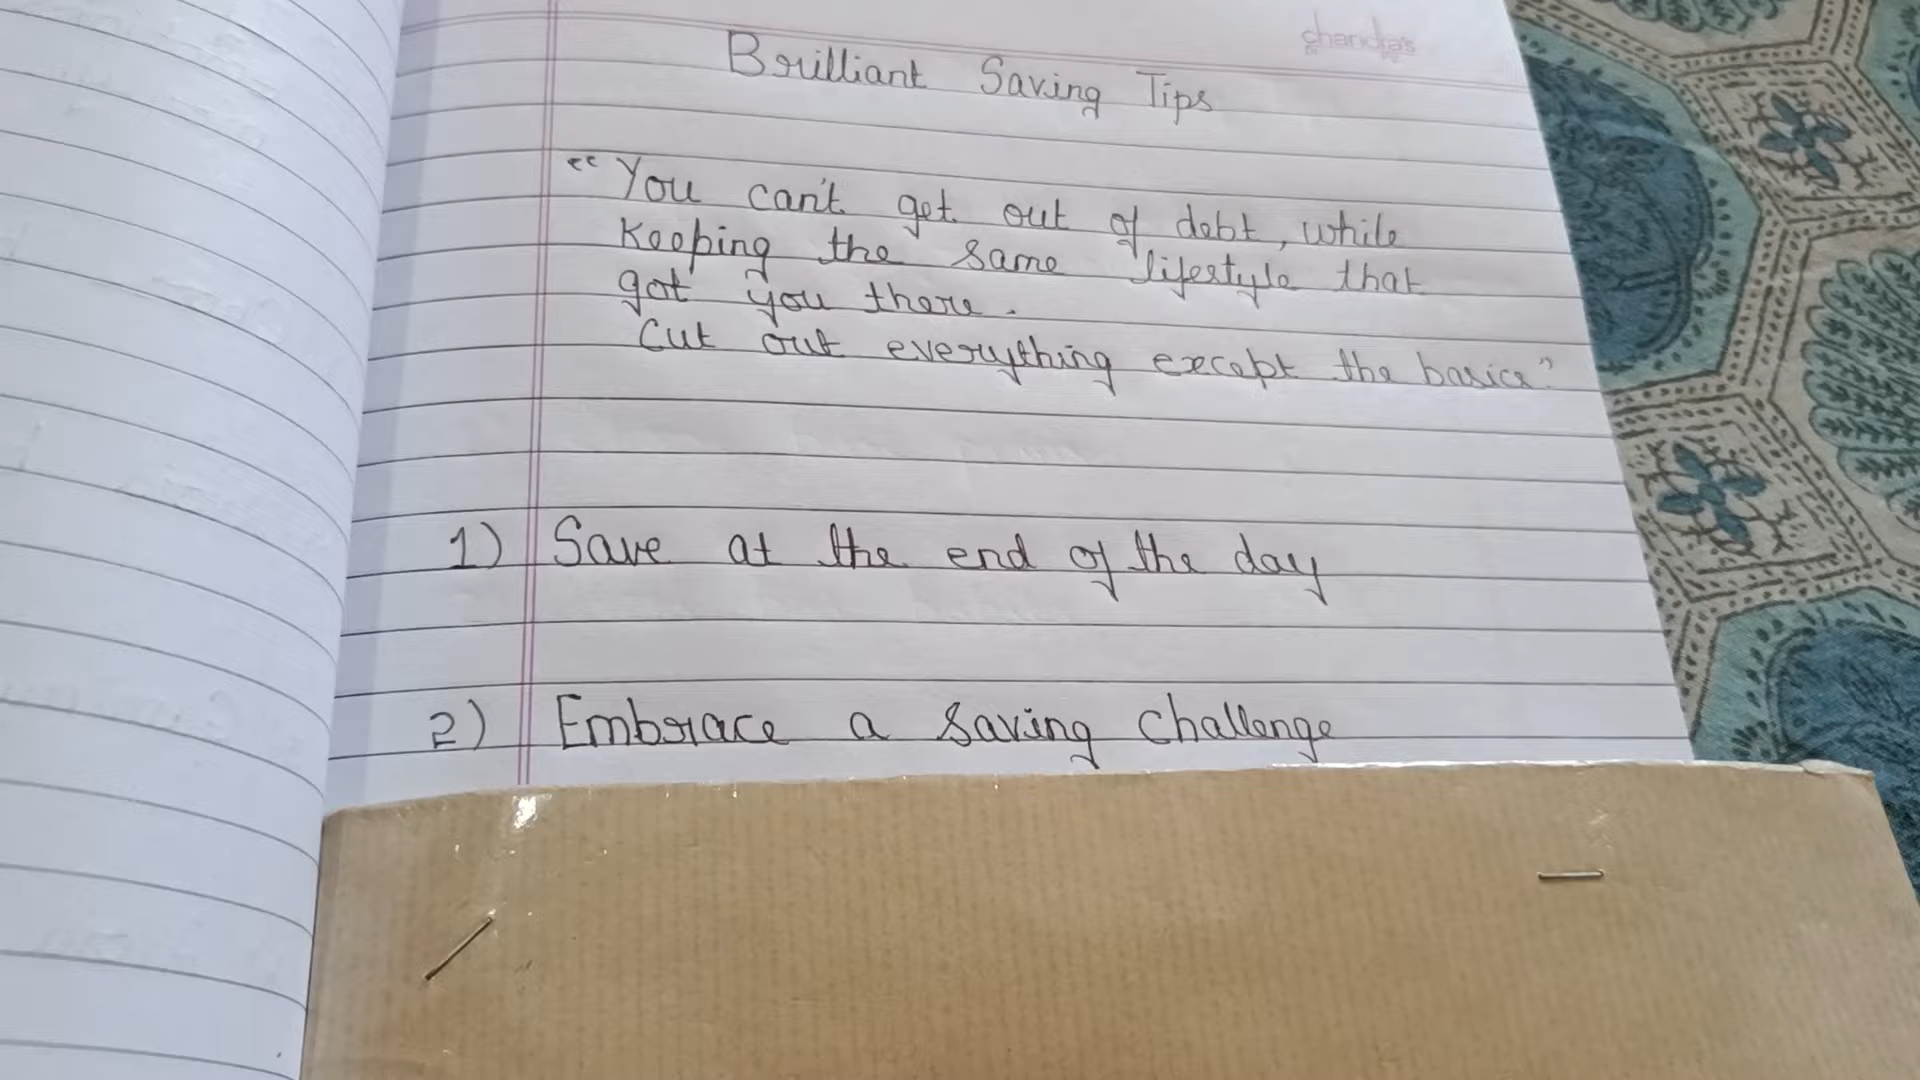 chandra's
Brilliant Saving Tips
“You can't get out of debt, while
Keeping the same lifestyle that
got you there.
Cut out everything except the basics”
1) Save at the end of the day
2) Embrace a saving challenge